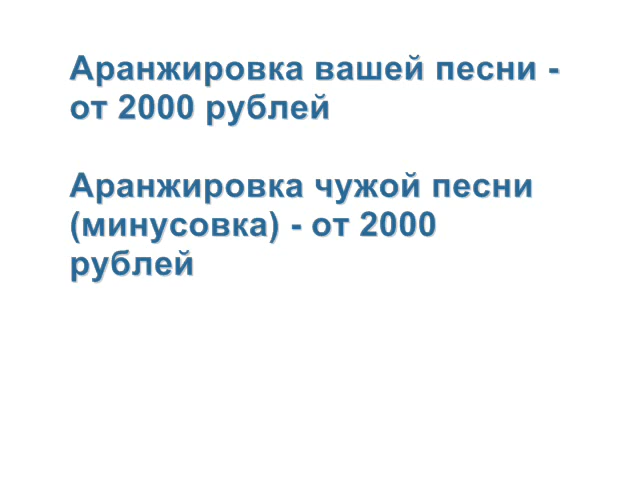 Аранжировка вашей песни -
от 2000 рублей
Аранжировка чужой песни
(минусовка) - от 2000
рублей